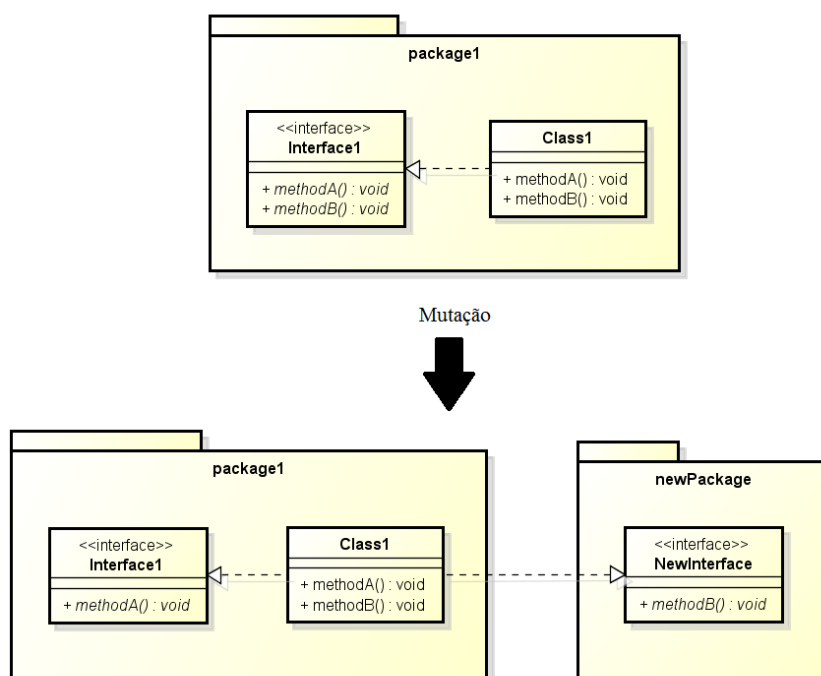 package1
<<interface>>
Interface1
+ methodA() : void
+ methodB() : void
Class1
+ methodA() : void
+ methodB() : void
Mutação
package1
<<interface>>
Interface1
+ methodA() : void
Class1
+ methodA() : void
+ methodB() : void
newPackage
<<interface>>
NewInterface
+ methodB() : void